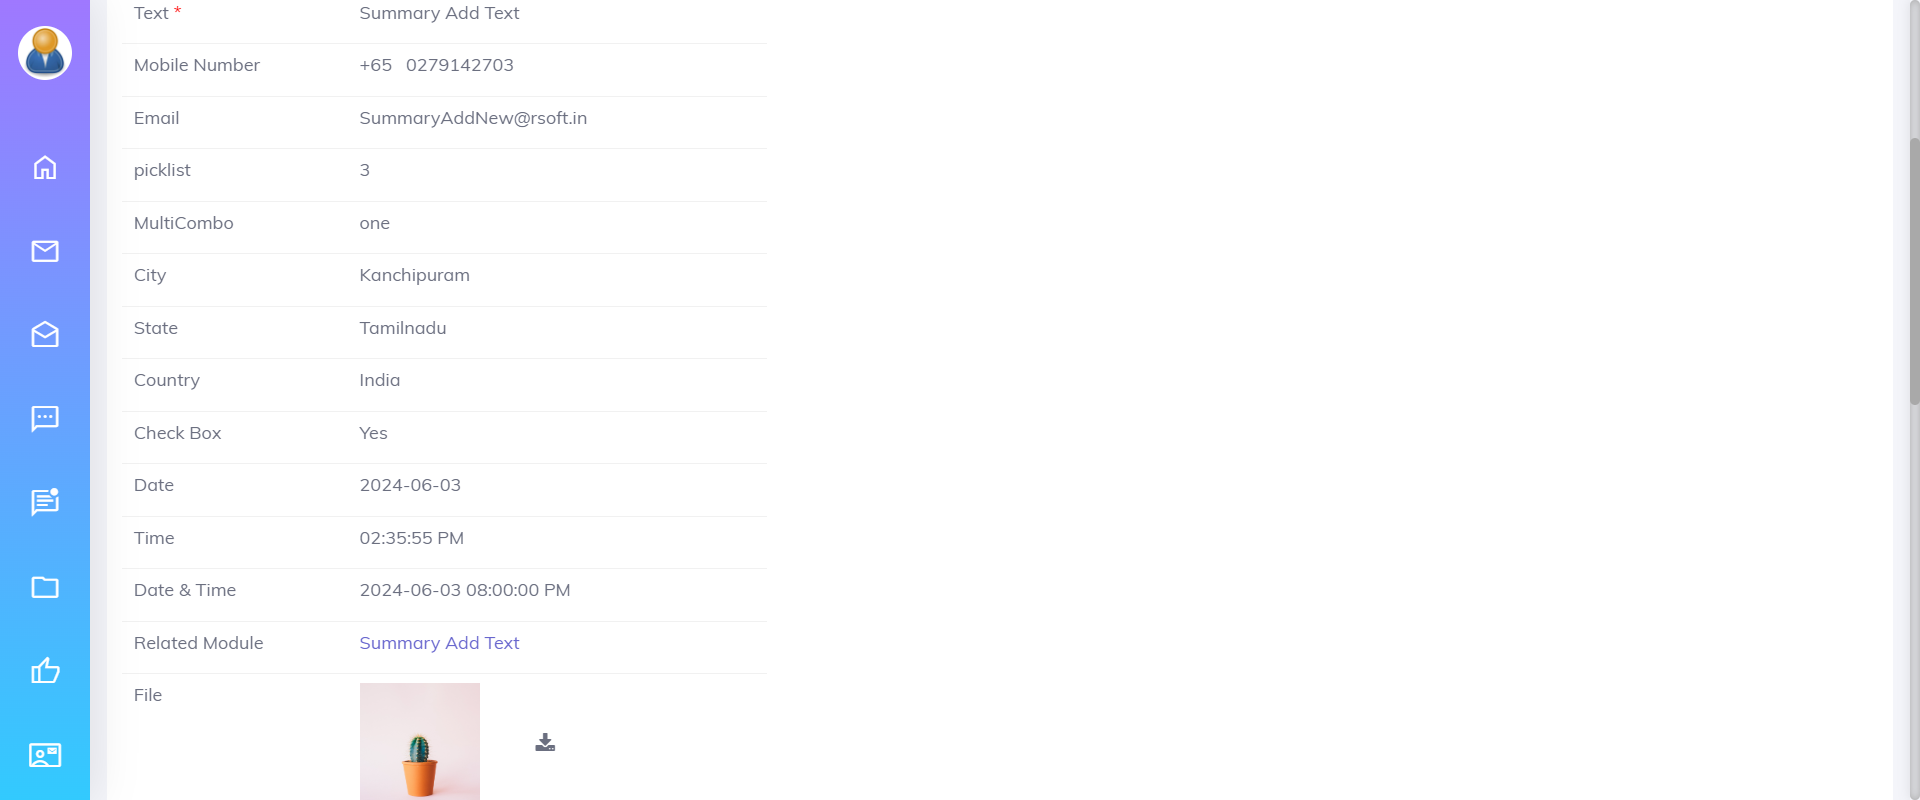 Text * Summary Add Text
Mobile Number +65 0279142703
Email SummaryAddNew@rsoft.in
picklist 3
MultiCombo one
City Kanchipuram
State Tamilnadu
Country India
Check Box Yes
Date 2024-06-03
Time 02:35:55 PM
Date & Time 2024-06-03 08:00:00 PM
Related Module Summary Add Text
File